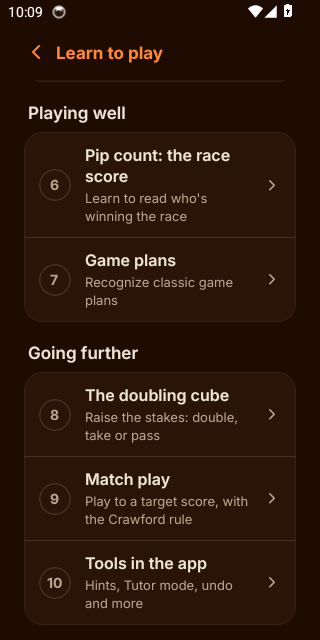 10:09
Learn to play
Playing well
Pip count: the race
score
6
Learn to read who's
winning the race
Game plans
7
Recognize classic game
plans
Going further
The doubling cube
8
Raise the stakes: double,
take or pass
Match play
9
Play to a target score, with
the Crawford rule
Tools in the app
10
Hints, Tutor mode, undo
and more